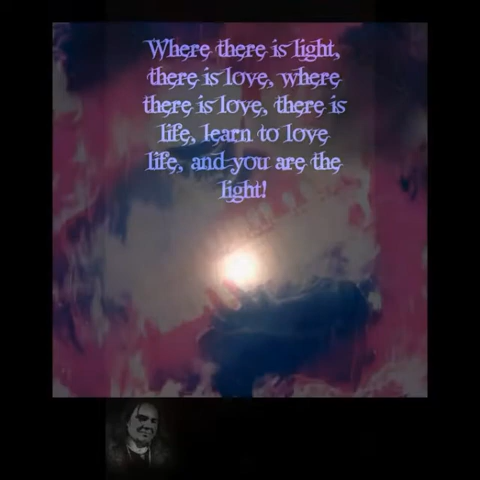 Where there is light,
there is love, where
there is love, there is
life, learn to love
life, and you are the
light!